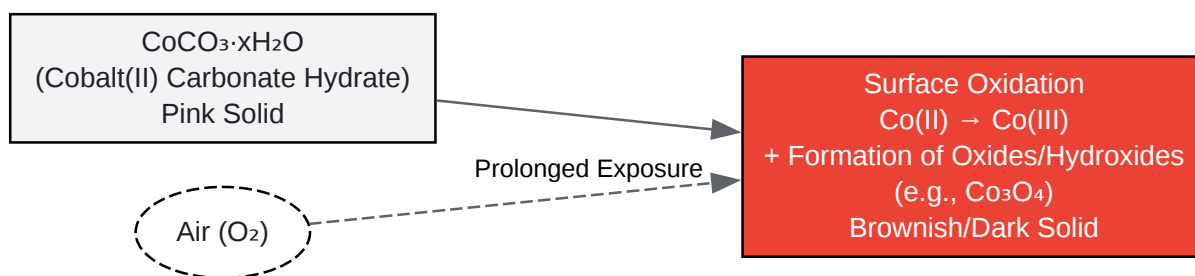 CoCO₃·xH₂O
(Cobalt(II) Carbonate Hydrate)
Pink Solid
Air (O₂)
Prolonged Exposure
Surface Oxidation
Co(II) → Co(III)
+ Formation of Oxides/Hydroxides
(e.g., Co₃O₄)
Brownish/Dark Solid